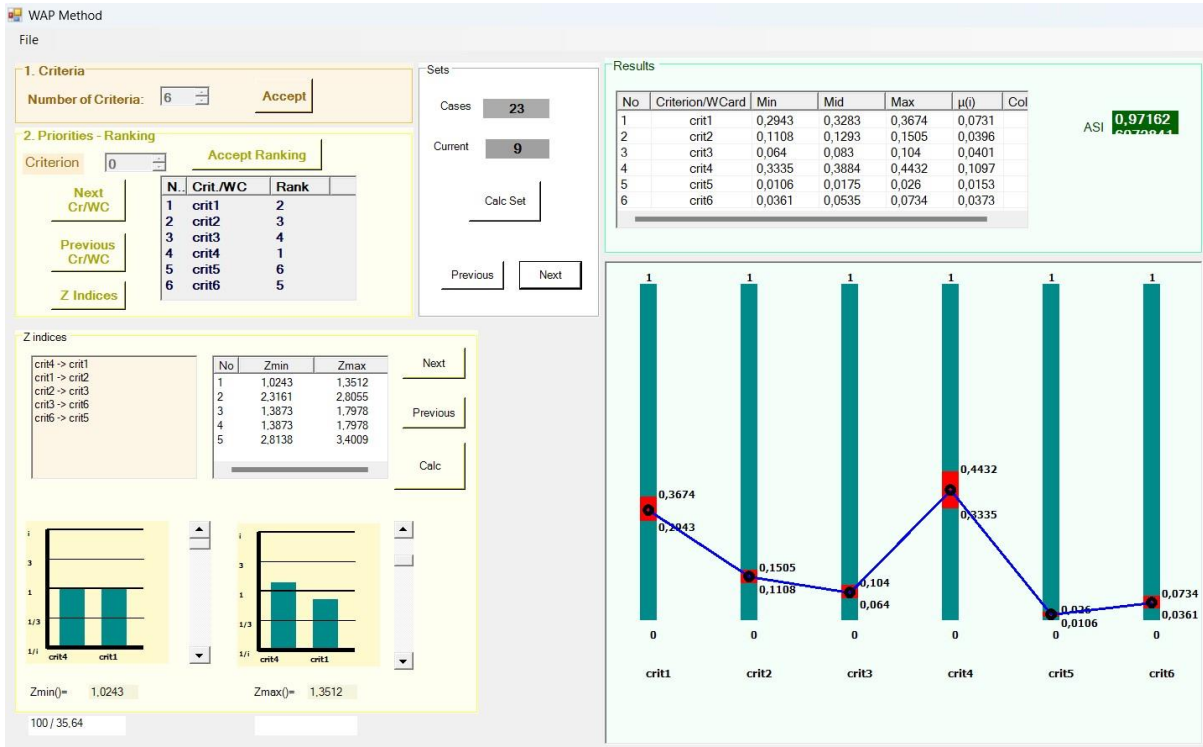 WAP Method
File
1. Criteria
Number of Criteria: 6 Accept
2. Priorities - Ranking
Criterion 0 Accept Ranking
Next Cr/WC
Previous Cr/WC
Z Indices
N.. Crit./WC Rank
1 crit1 2
2 crit2 3
3 crit3 4
4 crit4 1
5 crit5 6
6 crit6 5
Sets
Cases 23
Current 9
Calc Set
Previous Next
Results
No Criterion/WCard Min Mid Max μ(i) Col
1 crit1 0,2943 0,3283 0,3674 0,0731
2 crit2 0,1108 0,1293 0,1505 0,0396
3 crit3 0,064 0,083 0,104 0,0401
4 crit4 0,3335 0,3884 0,4432 0,1097
5 crit5 0,0106 0,0175 0,026 0,0153
6 crit6 0,0361 0,0535 0,0734 0,0373
ASI 0,97162
Z indices
crit4 -> crit1
crit1 -> crit2
crit2 -> crit3
crit3 -> crit6
crit6 -> crit5
No Zmin Zmax
1 1,0243 1,3512
2 2,3161 2,8055
3 1,3873 1,7978
4 1,3873 1,7978
5 2,8138 3,4009
Next
Previous
Calc
i
3
1
1/3
1/i
crit4 crit1
i
3
1
1/3
1/i
crit4 crit1
Zmin()= 1,0243
Zmax()= 1,3512
100 / 35,64
1 1 1 1 1 1
0,3674
0,2943
0,1505
0,1108
0,104
0,064
0,4432
0,3335
0,026
0,0106
0,0734
0,0361
0 0 0 0 0 0
crit1 crit2 crit3 crit4 crit5 crit6